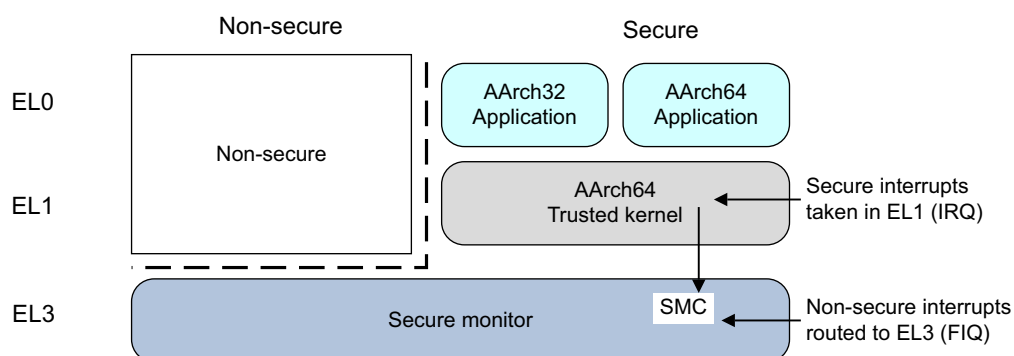 Non-secure
Secure
EL0
AArch32
Application
AArch64
Application
Non-secure
EL1
AArch64
Trusted kernel
Secure interrupts
taken in EL1 (IRQ)
EL3
Secure monitor
SMC
Non-secure interrupts
routed to EL3 (FIQ)